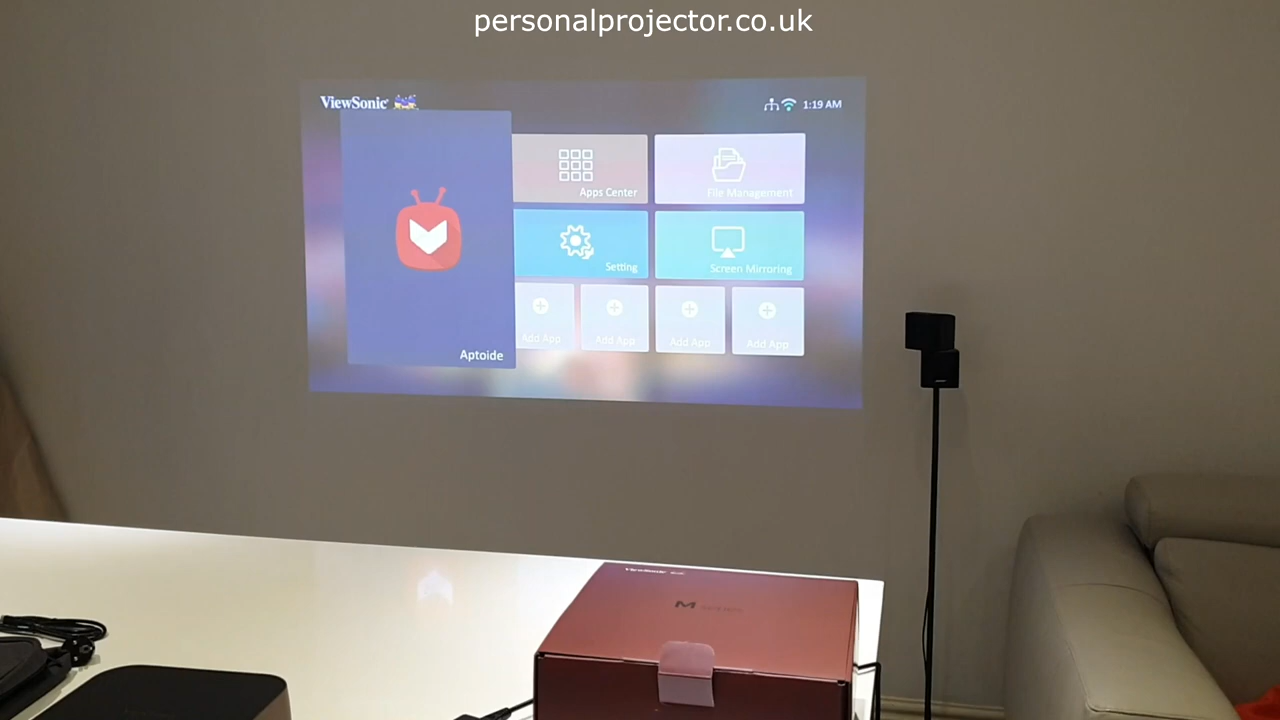 personalprojector.co.uk
ViewSonic
1:19 AM
Apps Center
File Management
Setting
Screen Mirroring
Add App
Add App
Add App
Add App
Aptoide
ViewSonic
M